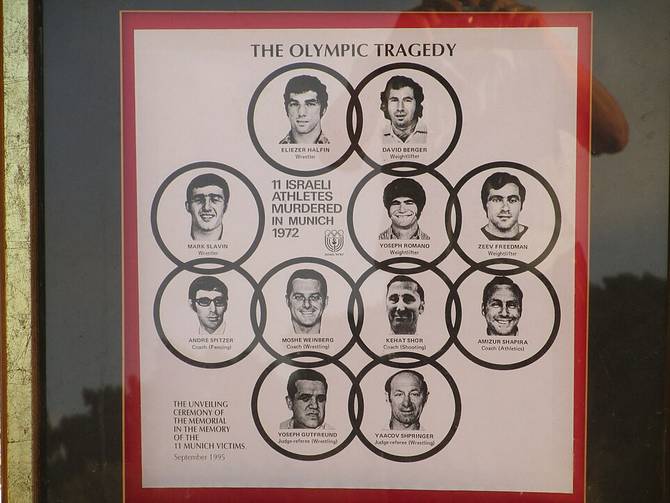 THE OLYMPIC TRAGEDY
ELIEZER HALFIN
Wrestler
DAVID BERGER
Weightlifter
11 ISRAELI
ATHLETES
MURDERED
IN MUNICH
1972
MARK SLAVIN
Wrestler
YOSEPH ROMANO
Weightlifter
ZEEV FREEDMAN
Weightlifter
ANDRE SPITZER
Coach (Fencing)
MOSHE WEINBERG
Coach (Wrestling)
KEHAT SHOR
Coach (Shooting)
AMIZUR SHAPIRA
Coach (Athletics)
YOSEPH GUTFREUND
Judge-referee (Wrestling)
YAACOV SHPRINGER
Judge-referee (Wrestling)
THE UNVEILING
CEREMONY OF
THE MEMORIAL
IN THE MEMORY
OF THE
11 MUNICH VICTIMS.
September 1995